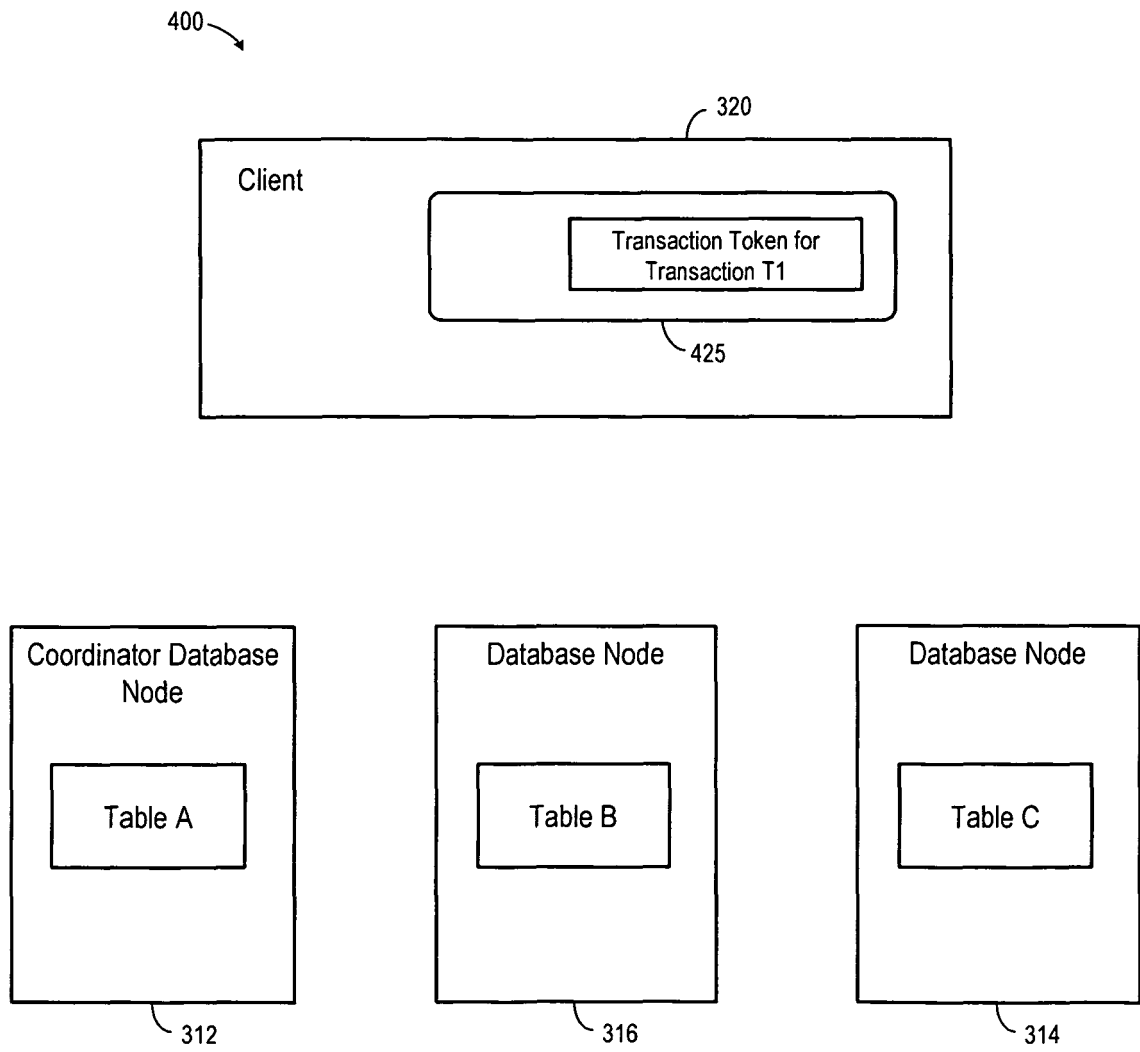 400
320
Client
Transaction Token for
Transaction T1
425
Coordinator Database
Node
Table A
312
Database Node
Table B
316
Database Node
Table C
314